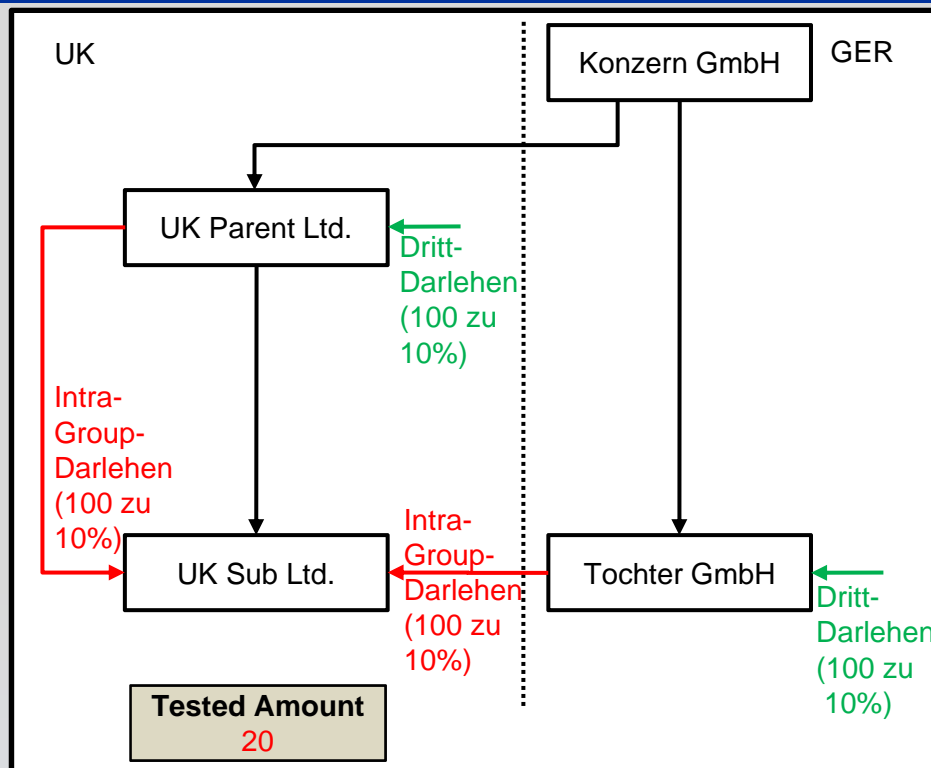 UK
Konzern GmbH
GER
UK Parent Ltd.
Dritt-
Darlehen
(100 zu
10%)
Intra-
Group-
Darlehen
(100 zu
10%)
UK Sub Ltd.
Intra-
Group-
Darlehen
(100 zu
10%)
Tochter GmbH
Dritt-
Darlehen
(100 zu
10%)
Tested Amount
20